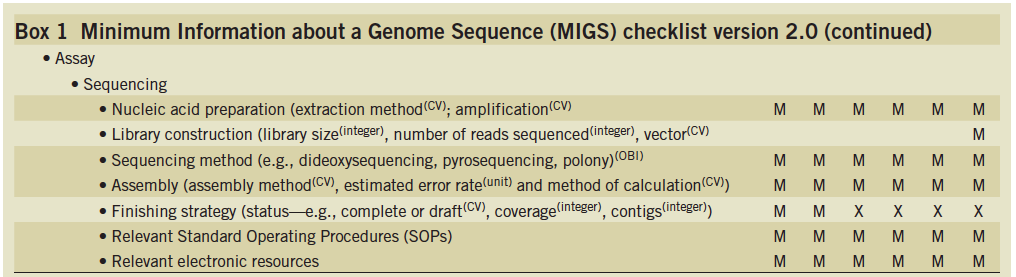 Box 1 Minimum Information about a Genome Sequence (MIGS) checklist version 2.0 (continued)
• Assay
• Sequencing
• Nucleic acid preparation (extraction method(CV); amplification(CV) M M M M M M
• Library construction (library size(integer), number of reads sequenced(integer), vector(CV) M
• Sequencing method (e.g., dideoxysequencing, pyrosequencing, polony)(OBI) M M M M M M
• Assembly (assembly method(CV), estimated error rate(unit) and method of calculation(CV)) M M M M M M
• Finishing strategy (status—e.g., complete or draft(CV), coverage(integer), contigs(integer)) M M X X X X
• Relevant Standard Operating Procedures (SOPs) M M M M M M
• Relevant electronic resources M M M M M M